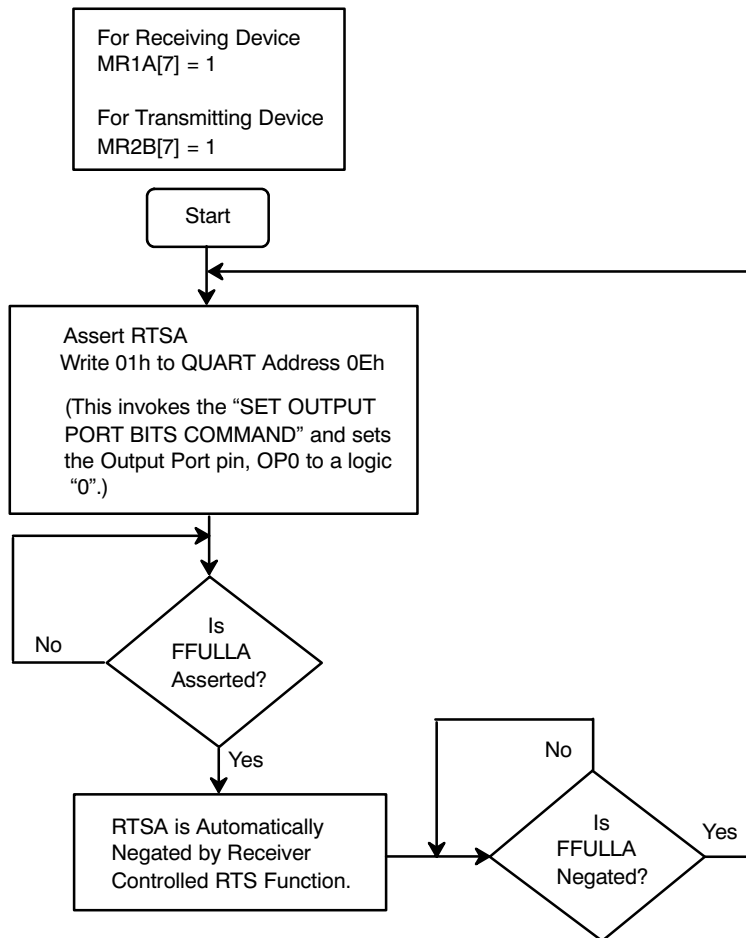 For Receiving Device
MR1A[7] = 1
For Transmitting Device
MR2B[7] = 1
Start
Assert RTSA
Write 01h to QUART Address 0Eh
(This invokes the “SET OUTPUT
PORT BITS COMMAND” and sets
the Output Port pin, OP0 to a logic
“0”.)
Is
FFULLA
Asserted?
No
Yes
RTSA is Automatically
Negated by Receiver
Controlled RTS Function.
No
Is
FFULLA
Negated?
Yes